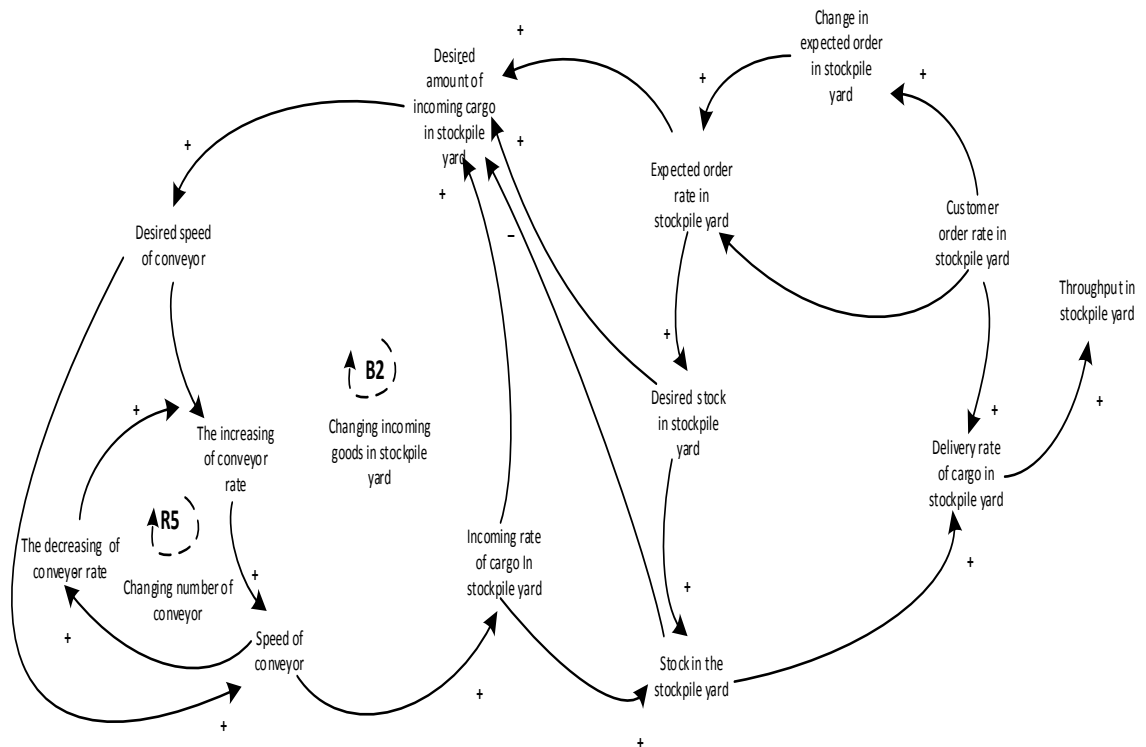 Change in
expected order
in stockpile
yard
+
+
+
+
Desired
amount of
incoming cargo
in stockpile
yard
+
+
+
–
Expected order
rate in
stockpile yard
Customer
order rate in
stockpile yard
Desired speed
of conveyor
Throughput in
stockpile yard
+
B2
Changing incoming
goods in stockpile
yard
Desired stock
in stockpile
yard
+
+
+
The increasing
of conveyor
rate
Delivery rate
of cargo in
stockpile yard
R5
Changing number of
conveyor
The decreasing of
conveyor rate
Incoming rate
of cargo In
stockpile yard
+
+
+
+
Speed of
conveyor
Stock in the
stockpile yard
+
+
+